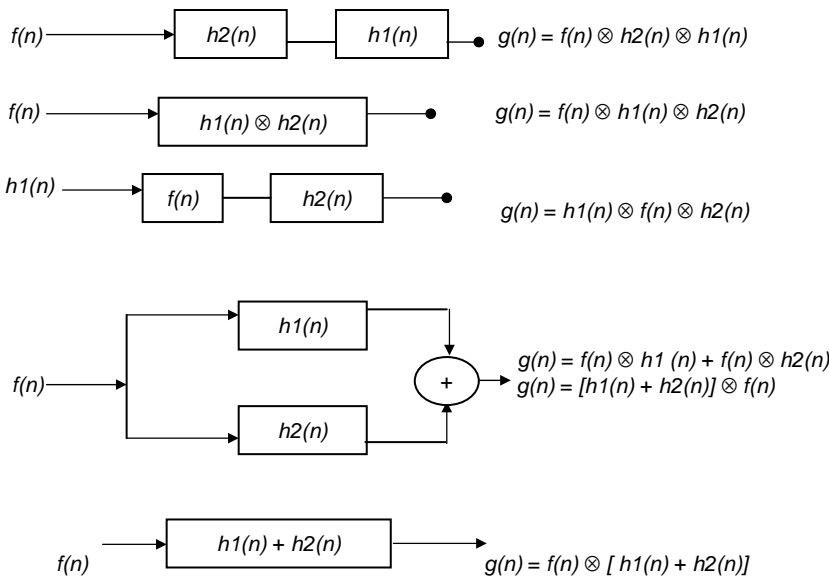 f(n) h2(n) h1(n) g(n) = f(n) ⊗ h2(n) ⊗ h1(n)
f(n) h1(n) ⊗ h2(n) g(n) = f(n) ⊗ h1(n) ⊗ h2(n)
h1(n) f(n) h2(n)
g(n) = h1(n) ⊗ f(n) ⊗ h2(n)
h1(n)
g(n) = f(n) ⊗ h1 (n) + f(n) ⊗ h2(n)
f(n) + g(n) = [h1(n) + h2(n)] ⊗ f(n)
h2(n)
h1(n) + h2(n)
f(n) g(n) = f(n) ⊗ [ h1(n) + h2(n)]